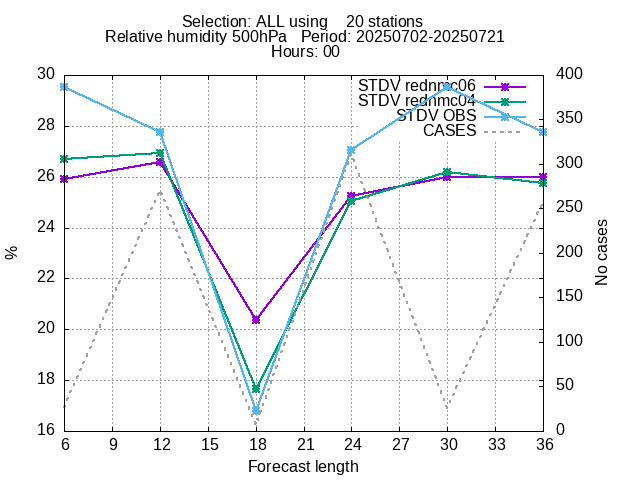 Selection: ALL using    20 stations
Relative humidity 500hPa   Period: 20250702-20250721
Hours: 00
STDV rednmc06
STDV rednmc04
STDV OBS
CASES
30
28
26
24
22
20
18
16
%
400
350
300
250
200
150
100
50
0
No cases
6 9 12 15 18 21 24 27 30 33 36
Forecast length